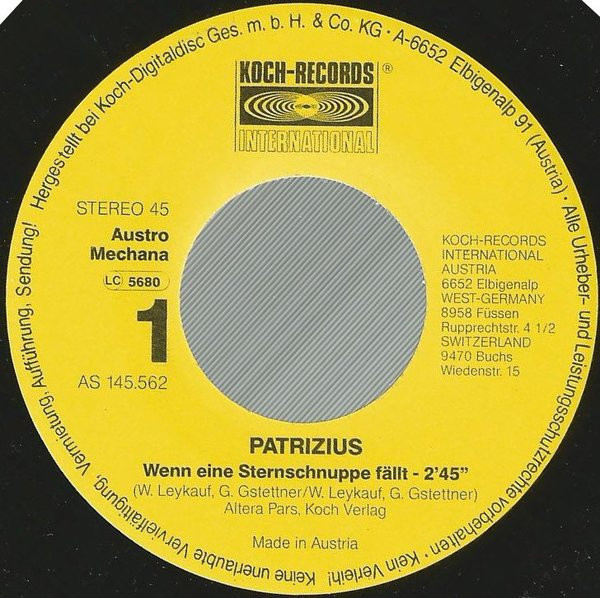 Hergestellt bei Koch-Digitaldisc Ges. m. b. H. & Co. KG · A-6652 Elbigenalp 91 (Austria) · Alle Urheber- und Leistungsschutzrechte vorbehalten · Kein Verleih! Keine unerlaubte Vervielfältigung, Vermietung, Aufführung, Sendung!
KOCH-RECORDS ®
INTERNATIONAL
STEREO 45
Austro
Mechana
LC 5680
1
AS 145.562
KOCH-RECORDS
INTERNATIONAL
AUSTRIA
6652 Elbigenalp
WEST-GERMANY
8958 Füssen
Rupprechtstr. 4 1/2
SWITZERLAND
9470 Buchs
Wiedenstr. 15
PATRIZIUS
Wenn eine Sternschnuppe fällt - 2'45"
(W. Leykauf, G. Gstettner/W. Leykauf, G. Gstettner)
Altera Pars, Koch Verlag
Made in Austria